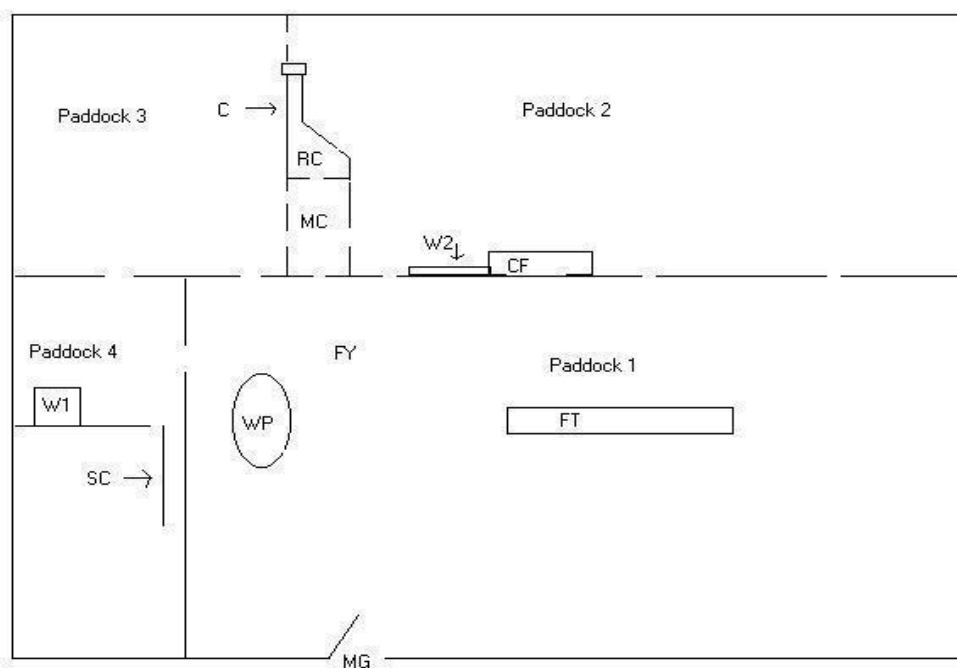 Paddock 3
C
Paddock 2
RC
MC
W2
CF
Paddock 4
FY
Paddock 1
W1
WP
FT
SC
MG